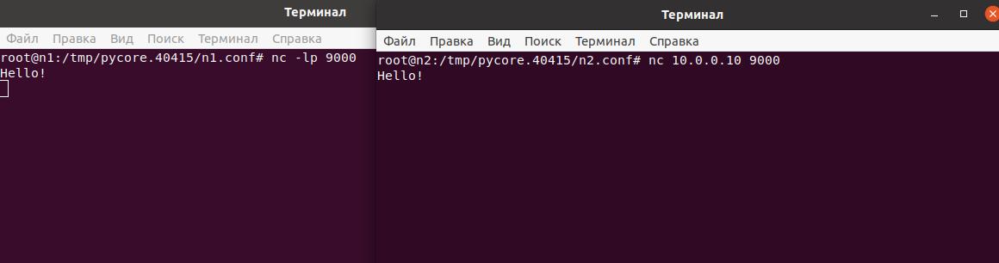 Терминал
Файл Правка Вид Поиск Терминал Справка
root@n1:/tmp/pycore.40415/n1.conf# nc -lp 9000
Hello!
Терминал
Файл Правка Вид Поиск Терминал Справка
root@n2:/tmp/pycore.40415/n2.conf# nc 10.0.0.10 9000
Hello!